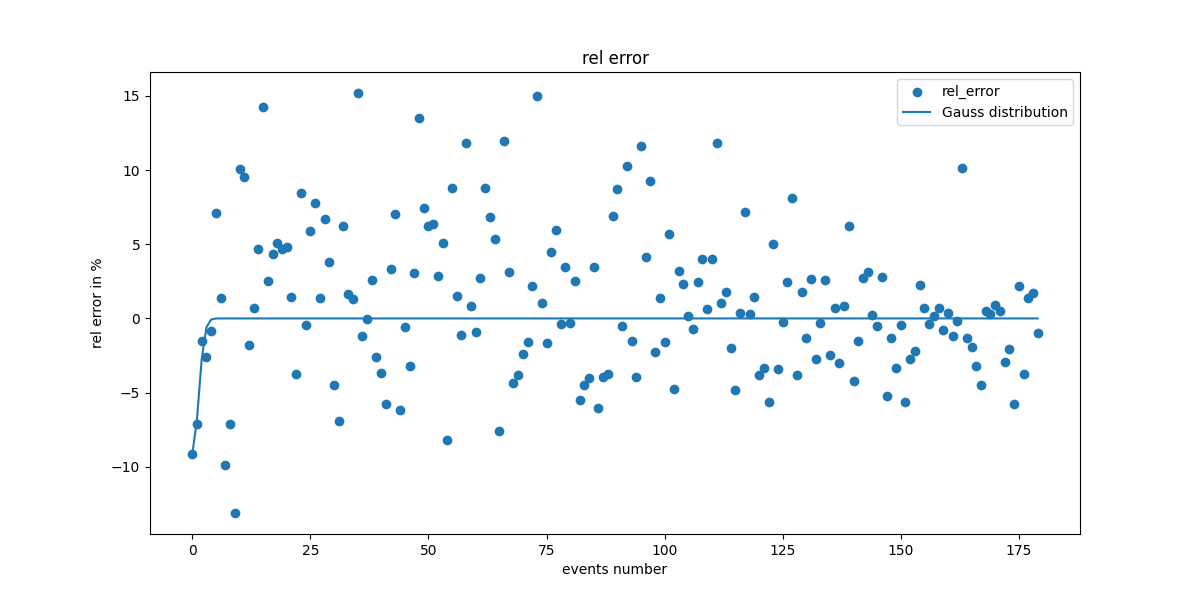 rel error
rel_error
Gauss distribution
15
10
5
0
−5
−10
rel error in %
0 25 50 75 100 125 150 175
events number